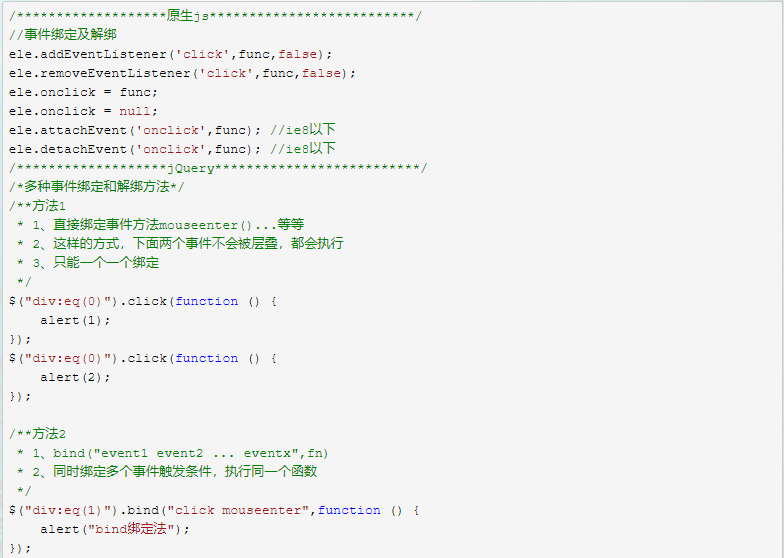 /*******************原生js**************************/
//事件绑定及解绑
ele.addEventListener('click',func,false);
ele.removeEventListener('click',func,false);
ele.onclick = func;
ele.onclick = null;
ele.attachEvent('onclick',func); //ie8以下
ele.detachEvent('onclick',func); //ie8以下
/*******************jQuery**************************/
/*多种事件绑定和解绑方法*/
/**方法1
 * 1、直接绑定事件方法mouseenter()...等等
 * 2、这样的方式，下面两个事件不会被层叠，都会执行
 * 3、只能一个一个绑定
 */
$("div:eq(0)").click(function () {
    alert(1);
});
$("div:eq(0)").click(function () {
    alert(2);
});
/**方法2
 * 1、bind("event1 event2 ... eventx",fn)
 * 2、同时绑定多个事件触发条件，执行同一个函数
 */
$("div:eq(1)").bind("click mouseenter",function () {
    alert("bind绑定法");
});